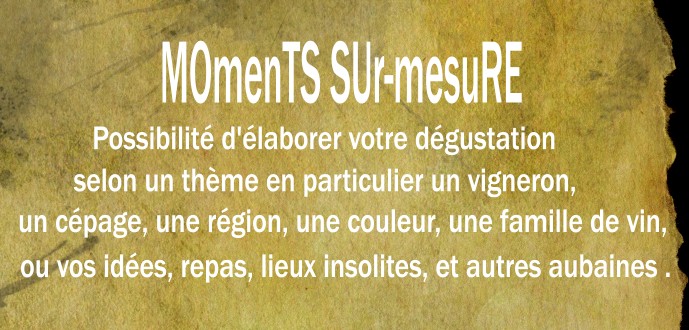 MOmenTS SUr-mesuRE
Possibilité d'élaborer votre dégustation
selon un thème en particulier un vigneron,
un cépage, une région, une couleur, une famille de vin,
ou vos idées, repas, lieux insolites, et autres aubaines .